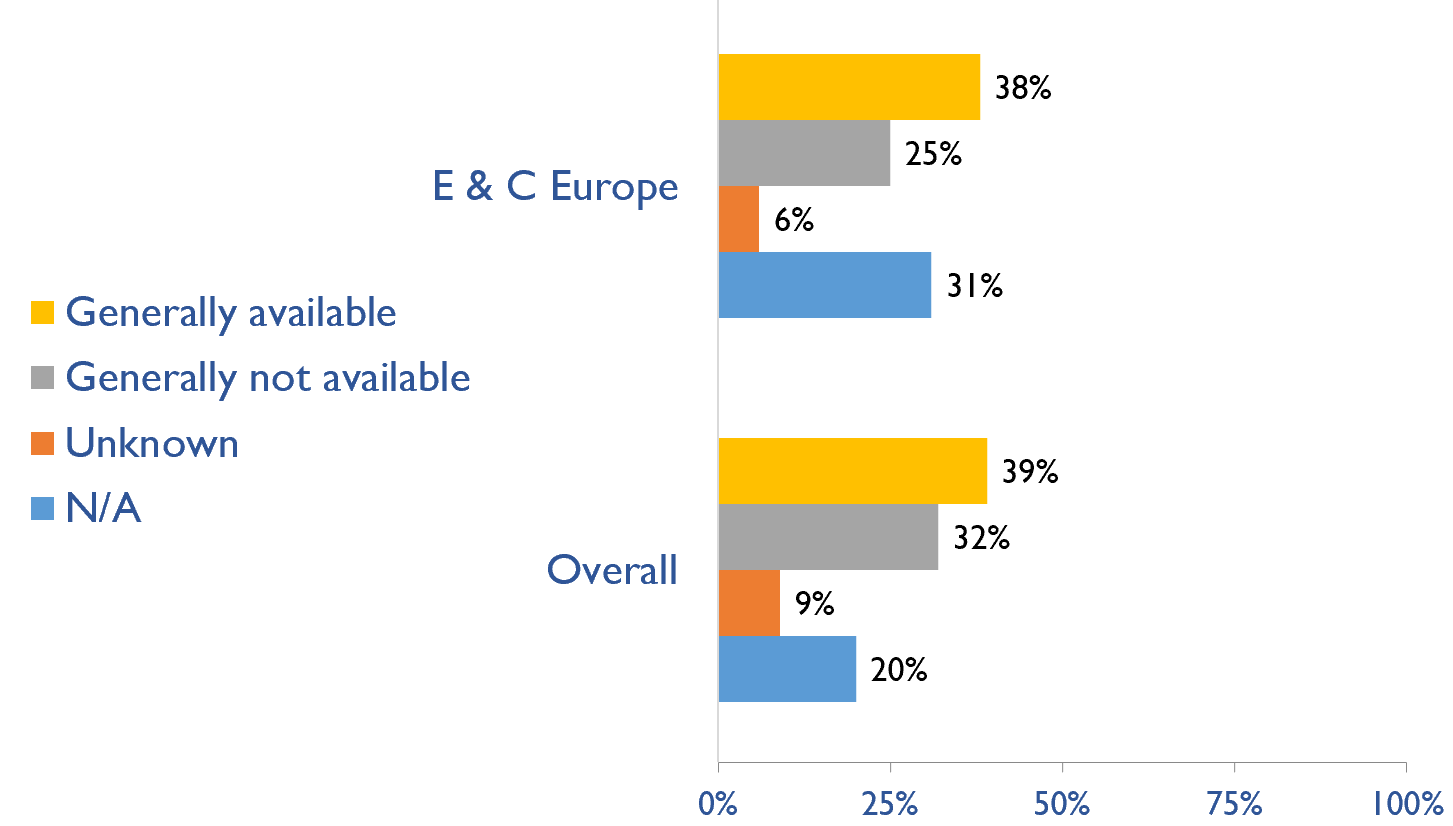 38%
25%
E & C Europe
6%
31%
Generally available
Generally not available
Unknown
N/A
39%
32%
Overall
9%
20%
0% 25% 50% 75% 100%